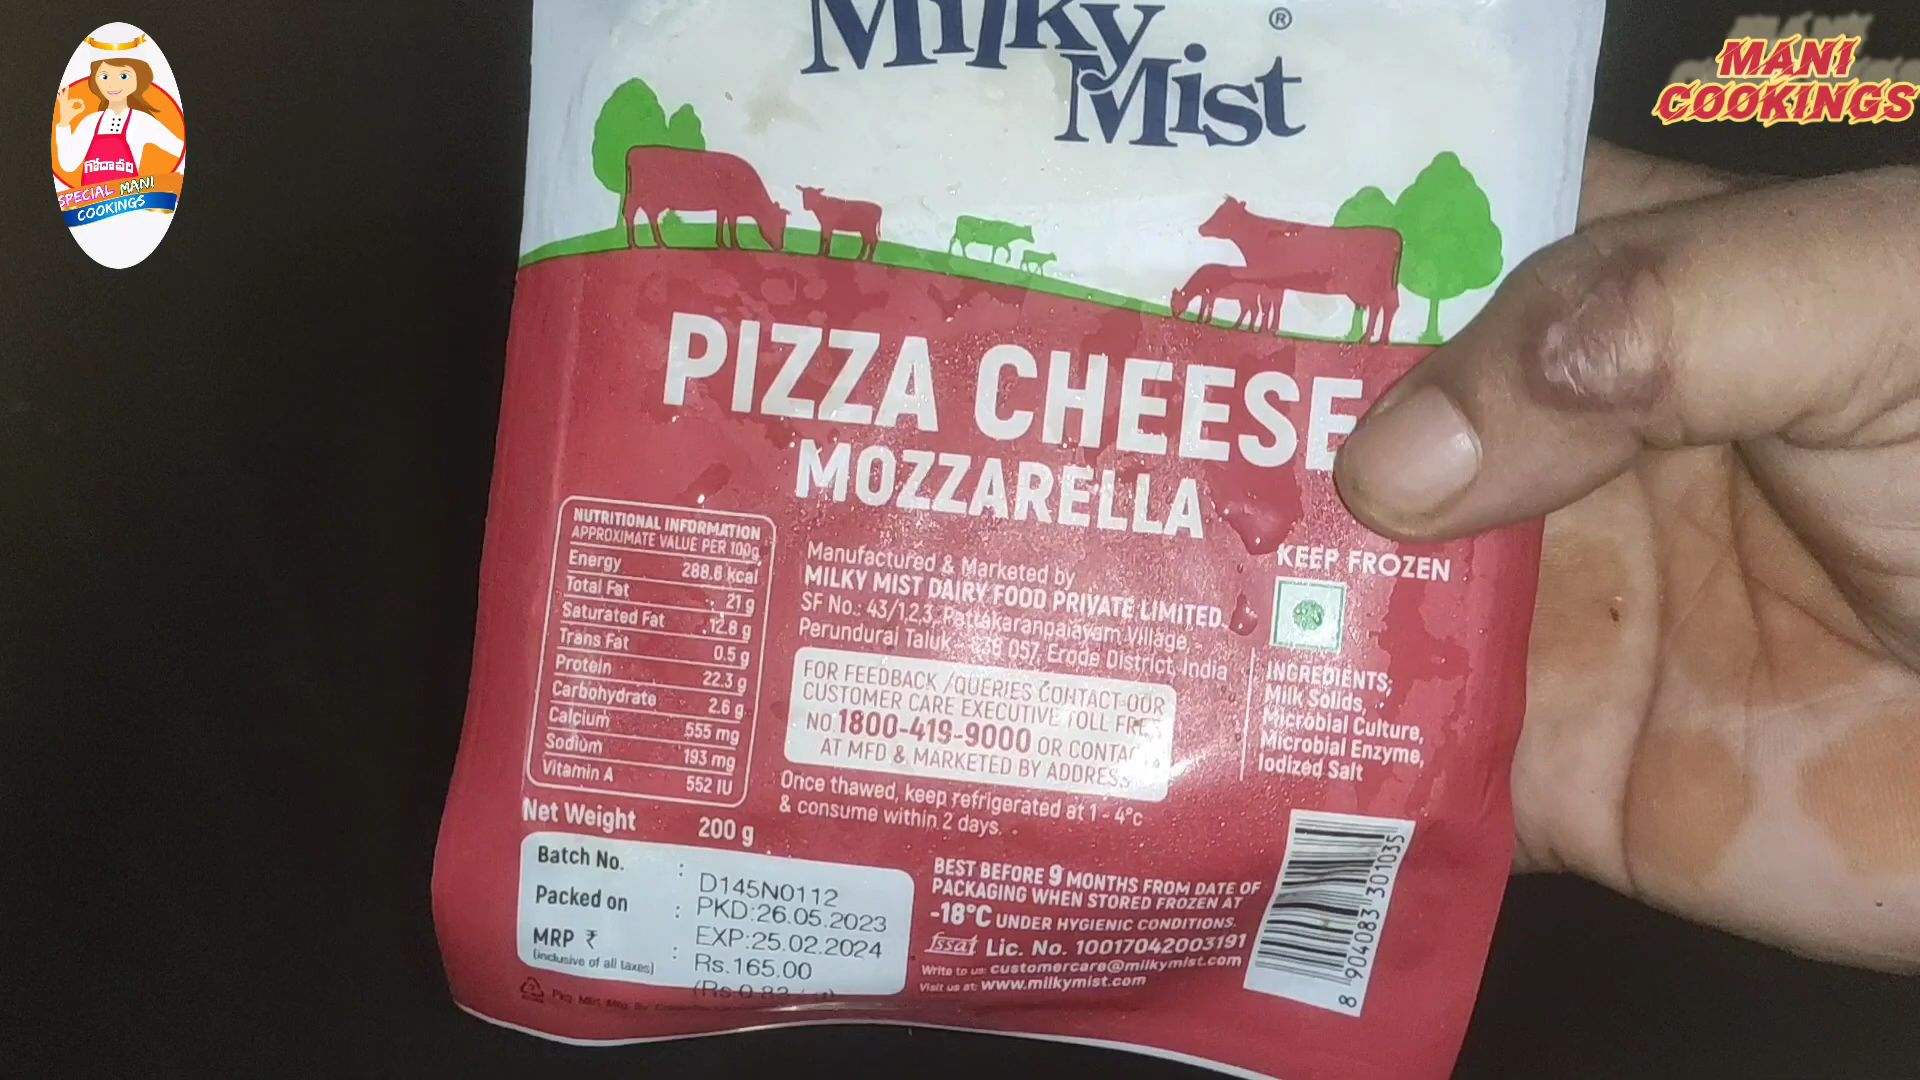 Milky
Mist
®
MANI
COOKINGS
గోదావరి
SPECIAL MANI
COOKINGS
PIZZA CHEESE
MOZZARELLA
NUTRITIONAL INFORMATION
APPROXIMATE VALUE PER 100g
Energy 288.6 kcal
Total Fat 21 g
Saturated Fat 12.8 g
Trans Fat 0.5 g
Protein 22.3 g
Carbohydrate 2.6 g
Calcium 555 mg
Sodium 193 mg
Vitamin A 552 IU
Net Weight 200 g
Manufactured & Marketed by
MILKY MIST DAIRY FOOD PRIVATE LIMITED.
SF No.: 43/1,2,3, Pattakaranpalayam Village,
Perundurai Taluk 057, Erode District, India
FOR FEEDBACK /QUERIES CONTACT OUR
CUSTOMER CARE EXECUTIVE TOLL FREE
NO. 1800-419-9000 OR CONTACT
AT MFD & MARKETED BY ADDRESS
Once thawed, keep refrigerated at 1 - 4°c
& consume within 2 days.
KEEP FROZEN
INGREDIENTS;
Milk Solids,
Microbial Culture,
Microbial Enzyme,
Iodized Salt
Batch No. : D145N0112
Packed on : PKD:26.05.2023
EXP:25.02.2024
MRP ₹ : Rs.165.00
(Inclusive of all taxes)
BEST BEFORE 9 MONTHS FROM DATE OF
PACKAGING WHEN STORED FROZEN AT
-18°C UNDER HYGIENIC CONDITIONS.
fssai Lic. No. 10017042003191
Write to us: customercare@milkymist.com
Visit us at: www.milkymist.com
8 904083 301035